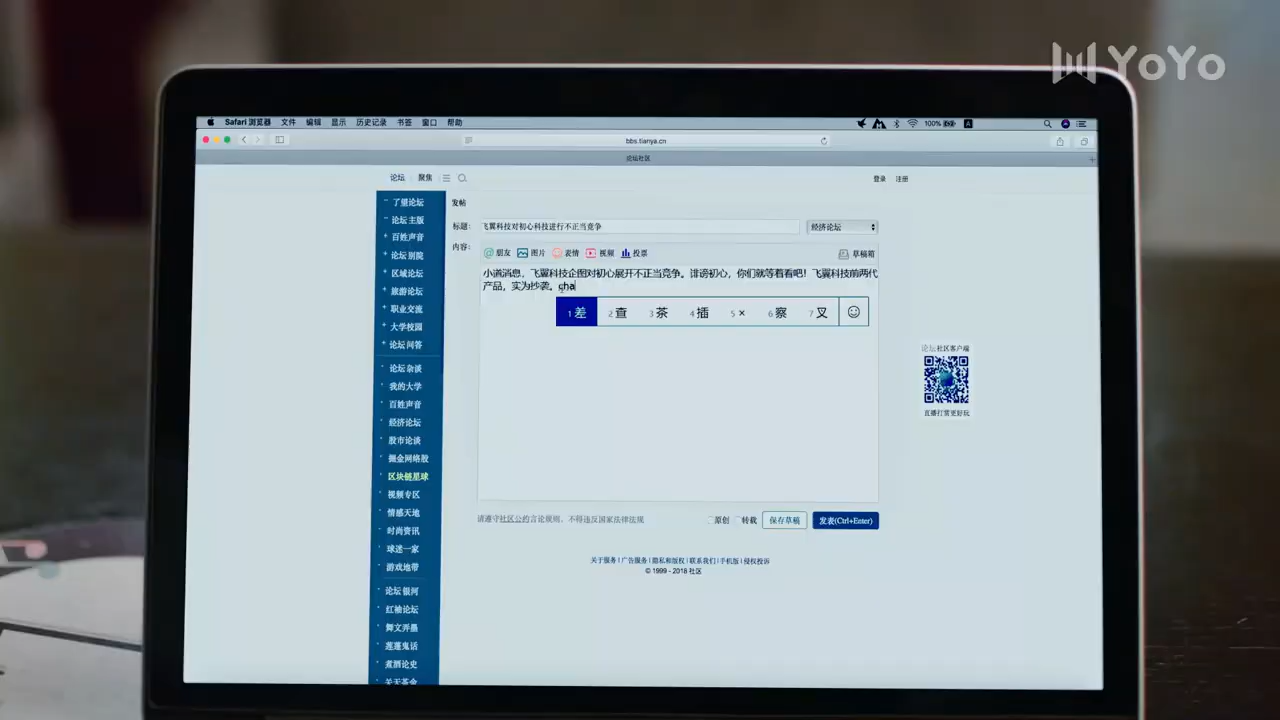 YoYo
Safari 浏览器 文件 编辑 显示 历史记录 书签 窗口 帮助
100%
bbs.tianya.cn
论坛社区
论坛 聚焦
登录 注册
发帖
标题: 飞翼科技对初心科技进行不正当竞争 经济论坛
内容: @朋友 图片 表情 视频 投票 草稿箱
小道消息，飞翼科技企图对初心展开不正当竞争。诽谤初心，你们就等着看吧！飞翼科技前两代
产品，实为抄袭。cha
1 差 2 查 3 茶 4 插 5 × 6 察 7 叉
了望论坛
论坛主版
百姓声音
论坛别院
区域论坛
旅游论坛
职业交流
大学校园
论坛问答
论坛杂谈
我的大学
百姓声音
经济论坛
股市论谈
掘金网络股
区块链星球
视频专区
情感天地
时尚资讯
球迷一家
游戏地带
论坛银河
红袖论坛
舞文弄墨
莲蓬鬼话
煮酒论史
关天茶舍
论坛社区客户端
直播打赏更好玩
请遵守社区公约言论规则，不得违反国家法律法规 原创 转载 保存草稿 发表(Ctrl+Enter)
关于服务 | 广告服务 | 隐私和版权 | 联系我们 | 手机版 | 侵权投诉
© 1999 - 2018 社区